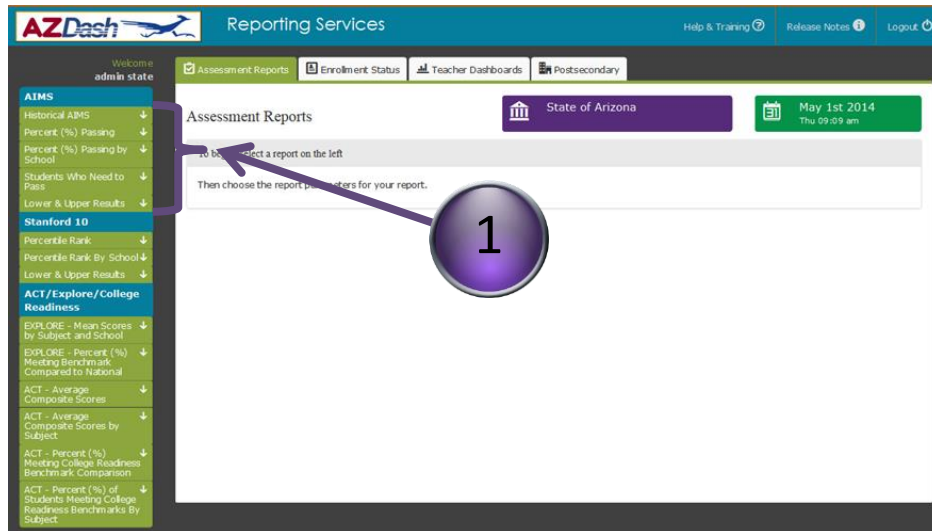 AZDash
Reporting Services
Help & Training
Release Notes
Logout
Welcome
admin state
Assessment Reports
Enrolment Status
Teacher Dashboards
Postsecondary
AIMS
Historical AIMS
Percent (%) Passing
Percent (%) Passing by
School
Students Who Need to
Pass
Lower & Upper Results
Stanford 10
Percentile Rank
Percentile Rank By School
Lower & Upper Results
ACT/Explore/College
Readiness
EXPLORE - Mean Scores
by Subject and School
EXPLORE - Percent (%)
Meeting Benchmark
Compared to National
ACT - Average
Composite Scores
ACT - Average
Composite Scores by
Subject
ACT - Percent (%)
Meeting College Readiness
Benchmark Comparison
ACT - Percent (%) of
Students Meeting College
Readiness Benchmarks By
Subject
Assessment Reports
State of Arizona
May 1st 2014
Thu 09:09 am
To select a report on the left
Then choose the report parameters for your report.
1